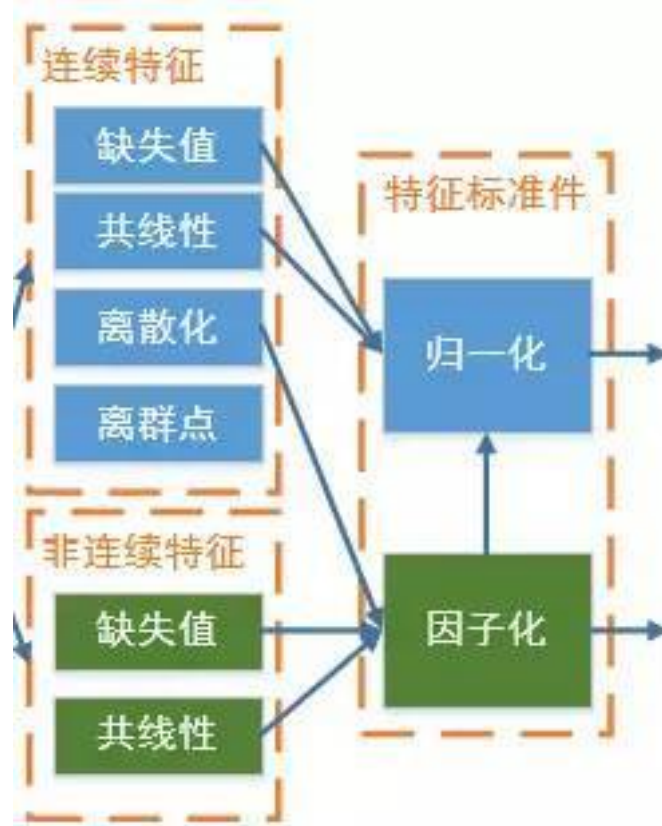 连续特征
缺失值
共线性
离散化
离群点
非连续特征
缺失值
共线性
特征标准件
归一化
因子化